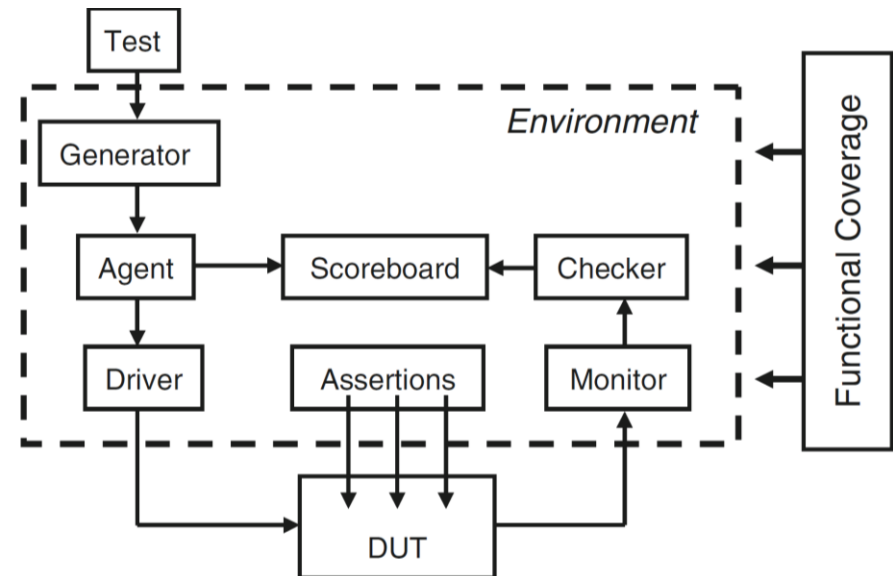 Test
Environment
Generator
Agent
Scoreboard
Checker
Driver
Assertions
Monitor
DUT
Functional Coverage